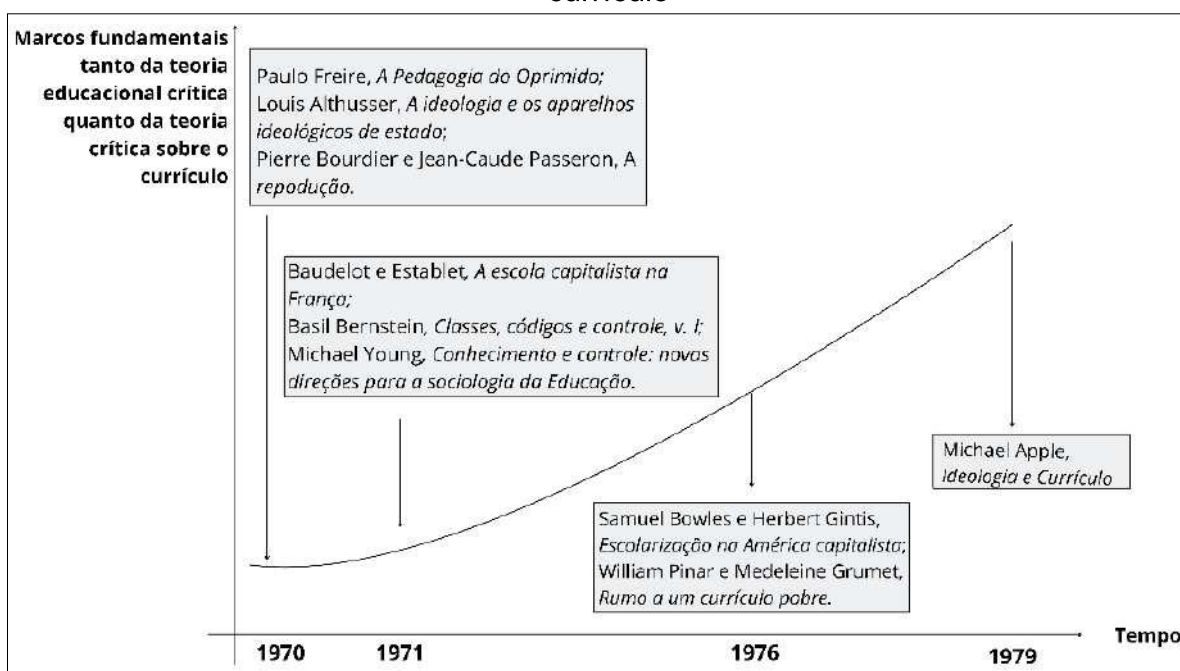 currículo
Marcos fundamentais
tanto da teoria
educacional crítica
quanto da teoria
crítica sobre o
currículo
Paulo Freire, A Pedagogia do Oprimido;
Louis Althusser, A ideologia e os aparelhos
ideológicos de estado;
Pierre Bourdier e Jean-Caude Passeron, A
repodução.
Baudelot e Establet, A escola capitalista na
França;
Basil Bernstein, Classes, códigos e controle, v. I;
Michael Young, Conhecimento e controle: novas
direções para a sociologia da Educação.
Samuel Bowles e Herbert Gintis,
Escolarização na América capitalista;
William Pinar e Medeleine Grumet,
Rumo a um currículo pobre.
Michael Apple,
Ideologia e Currículo
Tempo
1970
1971
1976
1979